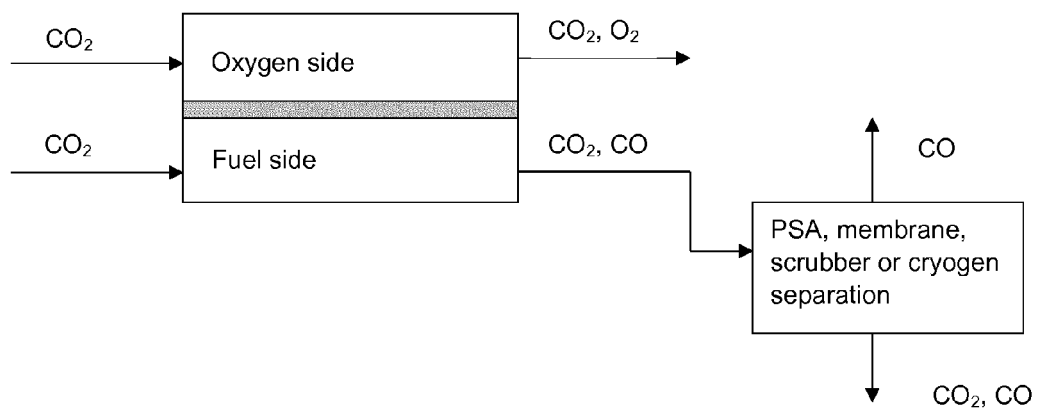 CO₂
Oxygen side
CO₂, O₂
CO₂
Fuel side
CO₂, CO
CO
PSA, membrane,
scrubber or cryogen
separation
CO₂, CO